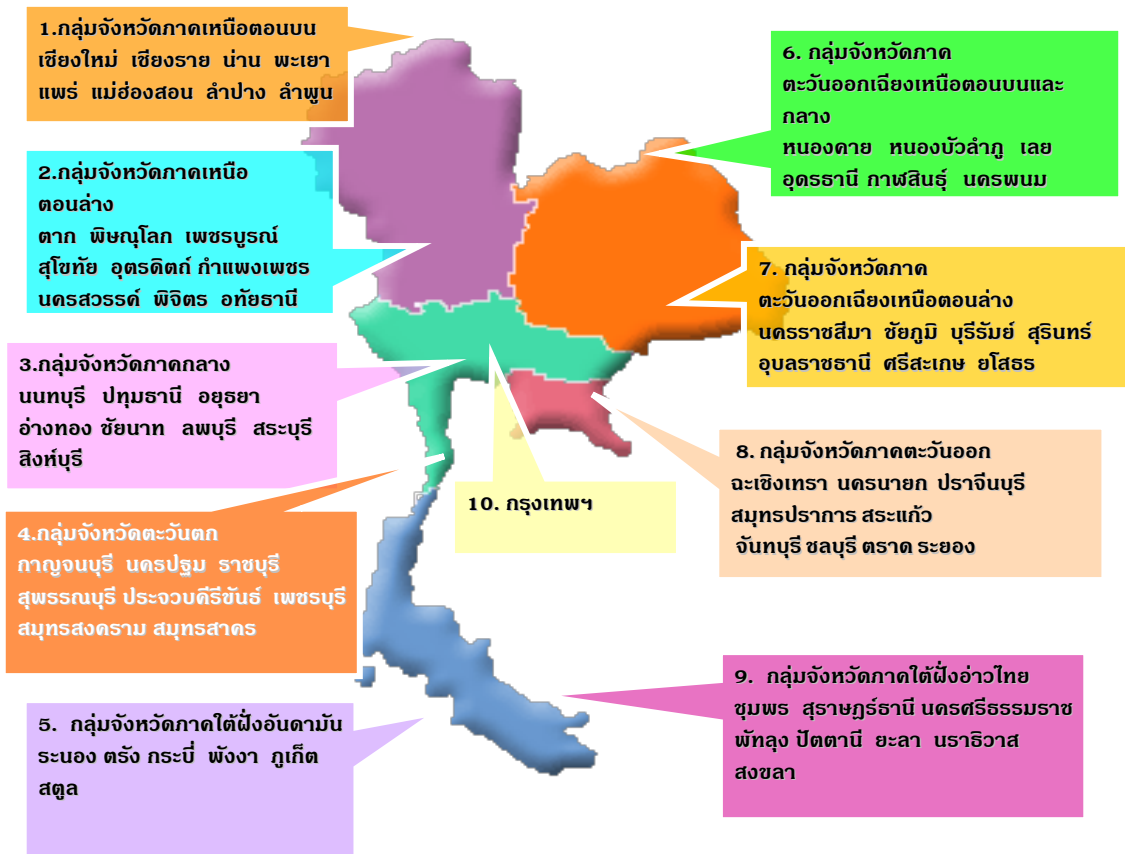 1.กลุ่มจังหวัดภาคเหนือตอนบน
เชียงใหม่ เชียงราย น่าน พะเยา
แพร่ แม่ฮ่องสอน ลำปาง ลำพูน
2.กลุ่มจังหวัดภาคเหนือ
ตอนล่าง
ตาก พิษณุโลก เพชรบูรณ์
สุโขทัย อุตรดิตถ์ กำแพงเพชร
นครสวรรค์ พิจิตร อทัยธานี
3.กลุ่มจังหวัดภาคกลาง
นนทบุรี ปทุมธานี อยุธยา
อ่างทอง ชัยนาท ลพบุรี สระบุรี
สิงห์บุรี
4.กลุ่มจังหวัดตะวันตก
กาญจนบุรี นครปฐม ราชบุรี
สุพรรณบุรี ประจวบคีรีขันธ์ เพชรบุรี
สมุทรสงคราม สมุทรสาคร
5. กลุ่มจังหวัดภาคใต้ฝั่งอันดามัน
ระนอง ตรัง กระบี่ พังงา ภูเก็ต
สตูล
6. กลุ่มจังหวัดภาค
ตะวันออกเฉียงเหนือตอนบนและ
กลาง
หนองคาย หนองบัวลำภู เลย
อุดรธานี กาฬสินธุ์ นครพนม
7. กลุ่มจังหวัดภาค
ตะวันออกเฉียงเหนือตอนล่าง
นครราชสีมา ชัยภูมิ บุรีรัมย์ สุรินทร์
อุบลราชธานี ศรีสะเกษ ยโสธร
8. กลุ่มจังหวัดภาคตะวันออก
ฉะเชิงเทรา นครนายก ปราจีนบุรี
สมุทรปราการ สระแก้ว
จันทบุรี ชลบุรี ตราด ระยอง
9. กลุ่มจังหวัดภาคใต้ฝั่งอ่าวไทย
ชุมพร สุราษฎร์ธานี นครศรีธรรมราช
พัทลุง ปัตตานี ยะลา นราธิวาส
สงขลา
10. กรุงเทพฯ